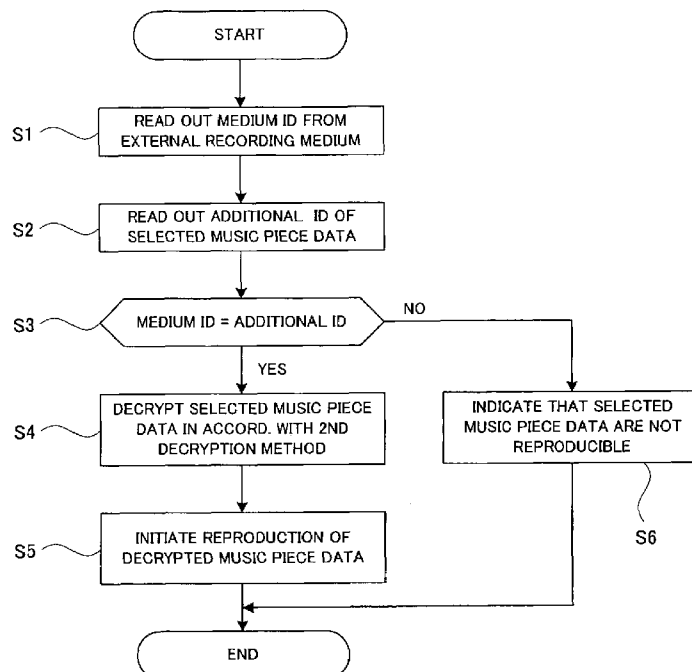 START
S1
READ OUT MEDIUM ID FROM
EXTERNAL RECORDING MEDIUM
S2
READ OUT ADDITIONAL ID OF
SELECTED MUSIC PIECE DATA
S3
MEDIUM ID = ADDITIONAL ID
NO
YES
S4
DECRYPT SELECTED MUSIC PIECE
DATA IN ACCORD. WITH 2ND
DECRYPTION METHOD
INDICATE THAT SELECTED
MUSIC PIECE DATA ARE NOT
REPRODUCIBLE
S6
S5
INITIATE REPRODUCTION OF
DECRYPTED MUSIC PIECE DATA
END